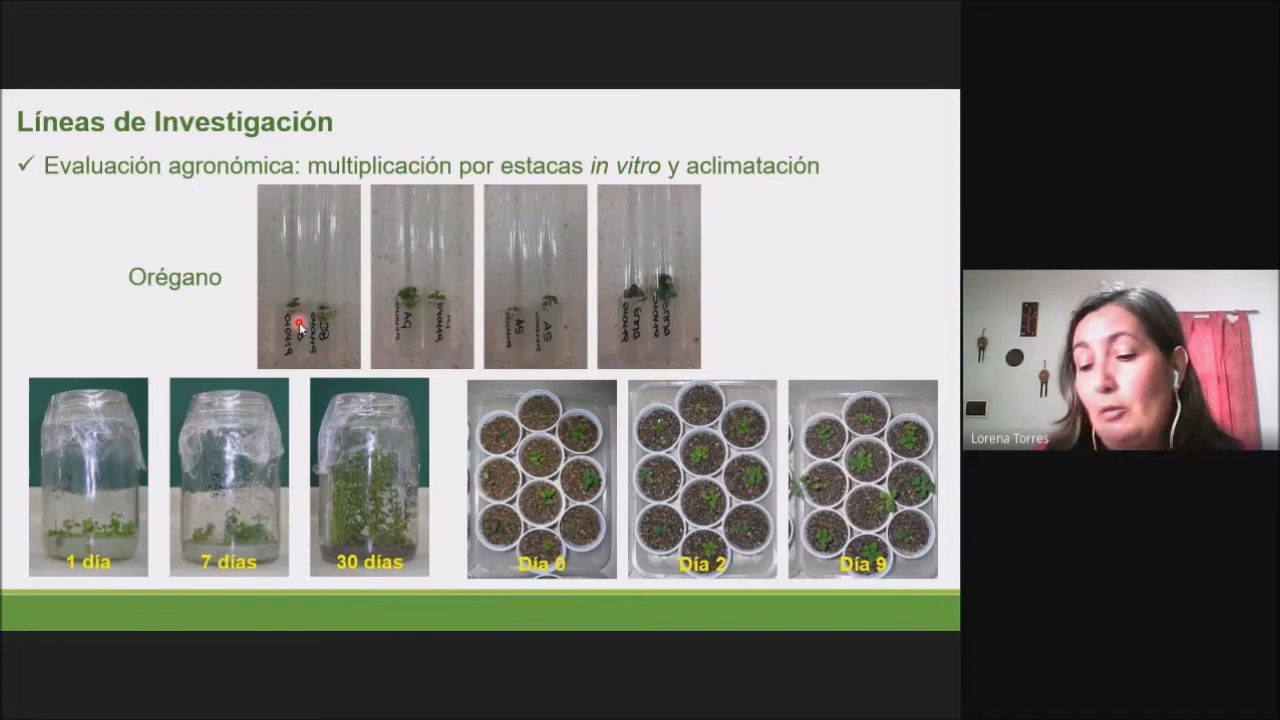 Líneas de Investigación
✓ Evaluación agronómica: multiplicación por estacas in vitro y aclimatación
Orégano
1 día
7 días
30 días
Día 0
Día 2
Día 9
Lorena Torres